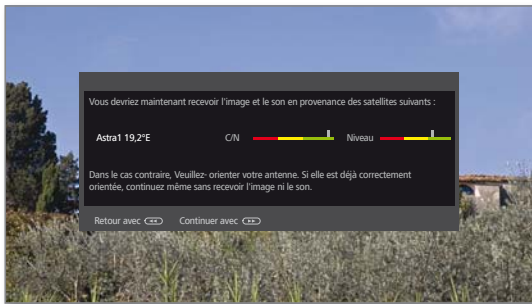 Vous devriez maintenant recevoir l'image et le son en provenance des satellites suivants :
Astra1 19,2°E C/N Niveau
Dans le cas contraire, Veuillez- orienter votre antenne. Si elle est déjà correctement
orientée, continuez même sans recevoir l'image ni le son.
Retour avec Continuer avec